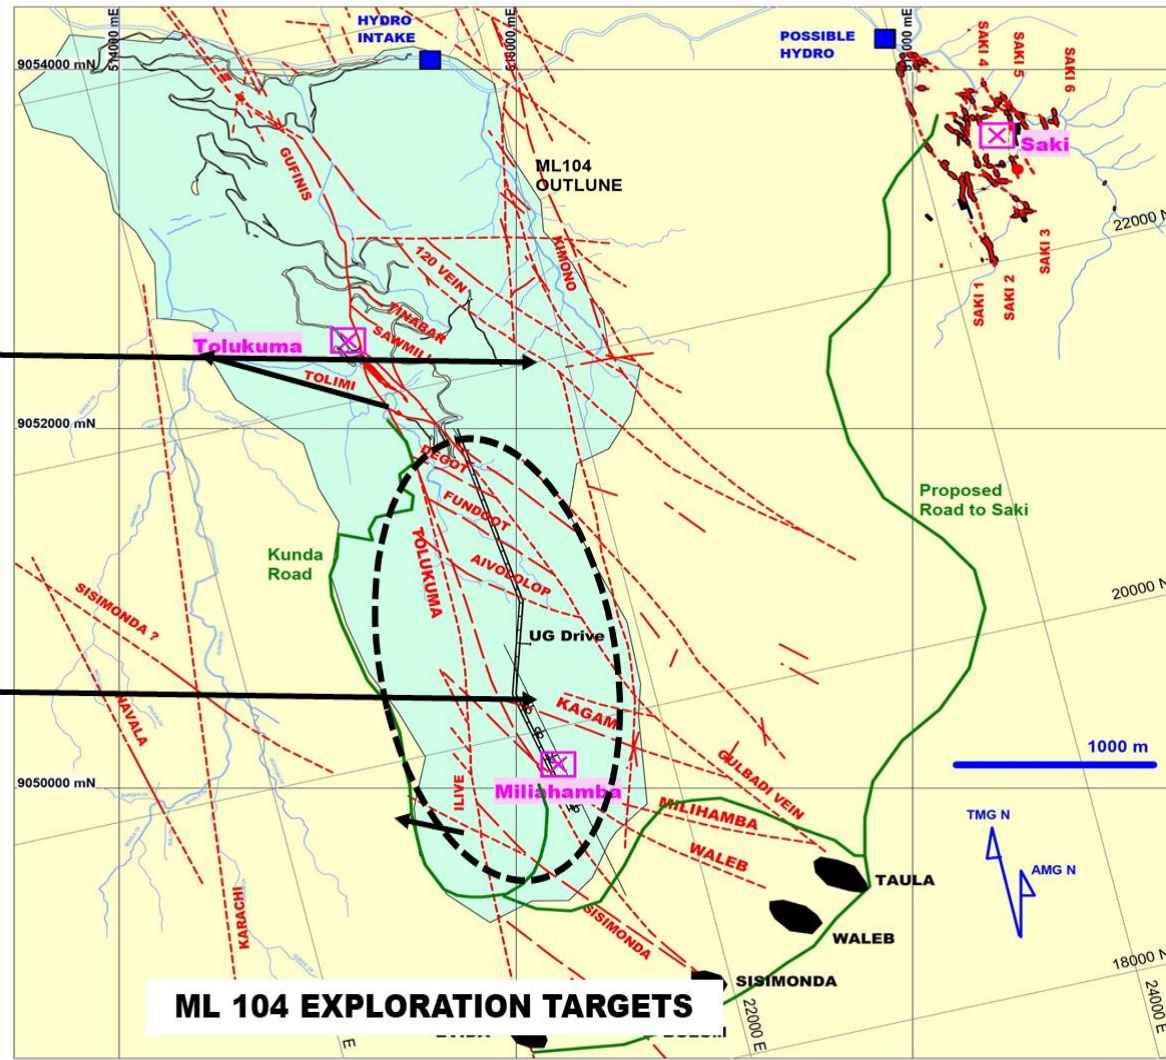 HYDRO
INTAKE
POSSIBLE
HYDRO
9054000 mN
514000 mE
SAKI 4
SAKI 5
SAKI 6
Saki
ML104
OUTLUNE
GUFINIS
KIMONO
22000 N
120 VEIN
SAKI 3
SAKI 1
SAKI 2
TINABAR
SAWMILL
Tolukuma
TOLIMI
9052000 mN
DEGOT
FUNDOOT
TOLUKUMA
AIVOLOLOP
Proposed
Road to Saki
Kunda
Road
20000 N
SISIMONDA ?
UG Drive
NAVALA
KAGAM
GULBADI VEIN
1000 m
9050000 mN
Miliahamba
ILIVE
MILIHAMBA
WALEB
TMG N
AMG N
TAULA
KARACHI
SISIMONDA
WALEB
SISIMONDA
18000 N
ML 104 EXPLORATION TARGETS
22000 E
24000 E
E